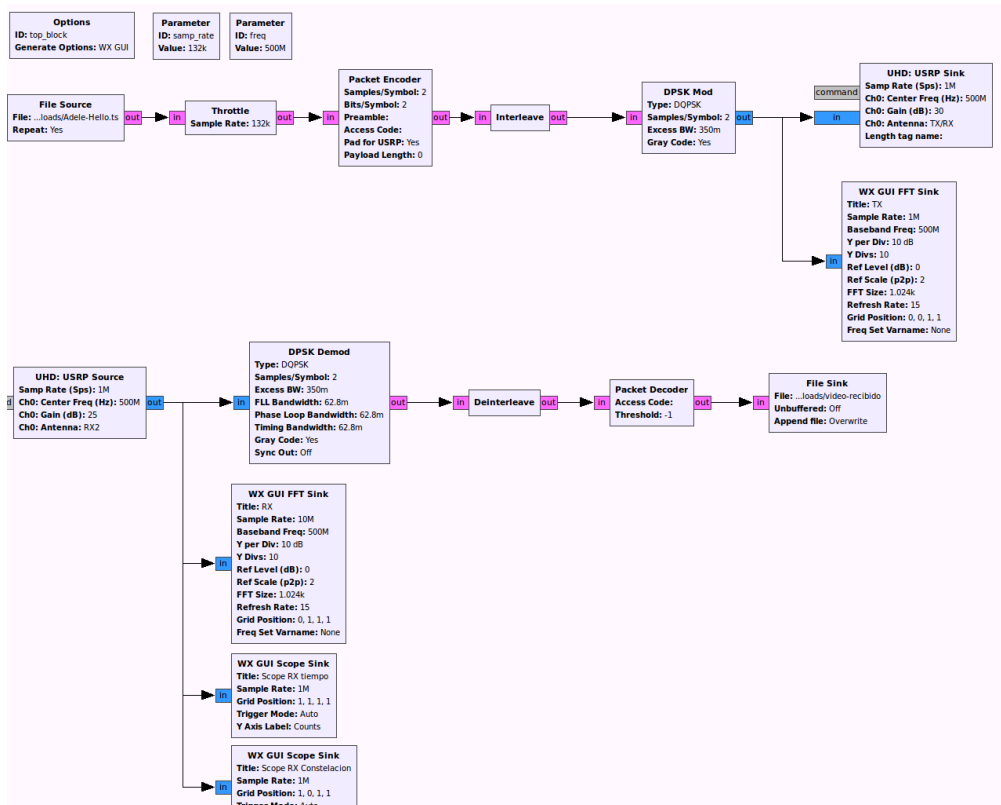 Options
ID: top_block
Generate Options: WX GUI
Parameter
ID: samp_rate
Value: 132k
Parameter
ID: freq
Value: 500M
File Source
File: ...loads/Adele-Hello.ts
Repeat: Yes
out
in
Throttle
Sample Rate: 132k
out
in
Packet Encoder
Samples/Symbol: 2
Bits/Symbol: 2
Preamble:
Access Code:
Pad for USRP: Yes
Payload Length: 0
out
in
Interleave
out
in
DPSK Mod
Type: DQPSK
Samples/Symbol: 2
Excess BW: 350m
Gray Code: Yes
out
command
in
UHD: USRP Sink
Samp Rate (Sps): 1M
Ch0: Center Freq (Hz): 500M
Ch0: Gain (dB): 30
Ch0: Antenna: TX/RX
Length tag name:
in
WX GUI FFT Sink
Title: TX
Sample Rate: 1M
Baseband Freq: 500M
Y per Div: 10 dB
Y Divs: 10
Ref Level (dB): 0
Ref Scale (p2p): 2
FFT Size: 1.024k
Refresh Rate: 15
Grid Position: 0, 0, 1, 1
Freq Set Varname: None
d
UHD: USRP Source
Samp Rate (Sps): 1M
Ch0: Center Freq (Hz): 500M
Ch0: Gain (dB): 25
Ch0: Antenna: RX2
out
in
DPSK Demod
Type: DQPSK
Samples/Symbol: 2
Excess BW: 350m
FLL Bandwidth: 62.8m
Phase Loop Bandwidth: 62.8m
Timing Bandwidth: 62.8m
Gray Code: Yes
Sync Out: Off
out
in
Deinterleave
out
in
Packet Decoder
Access Code:
Threshold: -1
out
in
File Sink
File: ...loads/video-recibido
Unbuffered: Off
Append file: Overwrite
in
WX GUI FFT Sink
Title: RX
Sample Rate: 10M
Baseband Freq: 500M
Y per Div: 10 dB
Y Divs: 10
Ref Level (dB): 0
Ref Scale (p2p): 2
FFT Size: 1.024k
Refresh Rate: 15
Grid Position: 0, 1, 1, 1
Freq Set Varname: None
in
WX GUI Scope Sink
Title: Scope RX tiempo
Sample Rate: 1M
Grid Position: 1, 1, 1, 1
Trigger Mode: Auto
Y Axis Label: Counts
in
WX GUI Scope Sink
Title: Scope RX Constelacion
Sample Rate: 1M
Grid Position: 1, 0, 1, 1
Trigger Mode: Auto